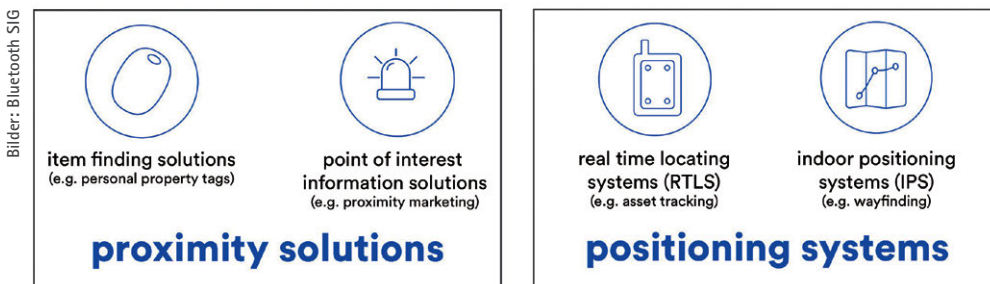 Bilder: Bluetooth SIG
item finding solutions
(e.g. personal property tags)
point of interest
information solutions
(e.g. proximity marketing)
proximity solutions
real time locating
systems (RTLS)
(e.g. asset tracking)
indoor positioning
systems (IPS)
(e.g. wayfinding)
positioning systems